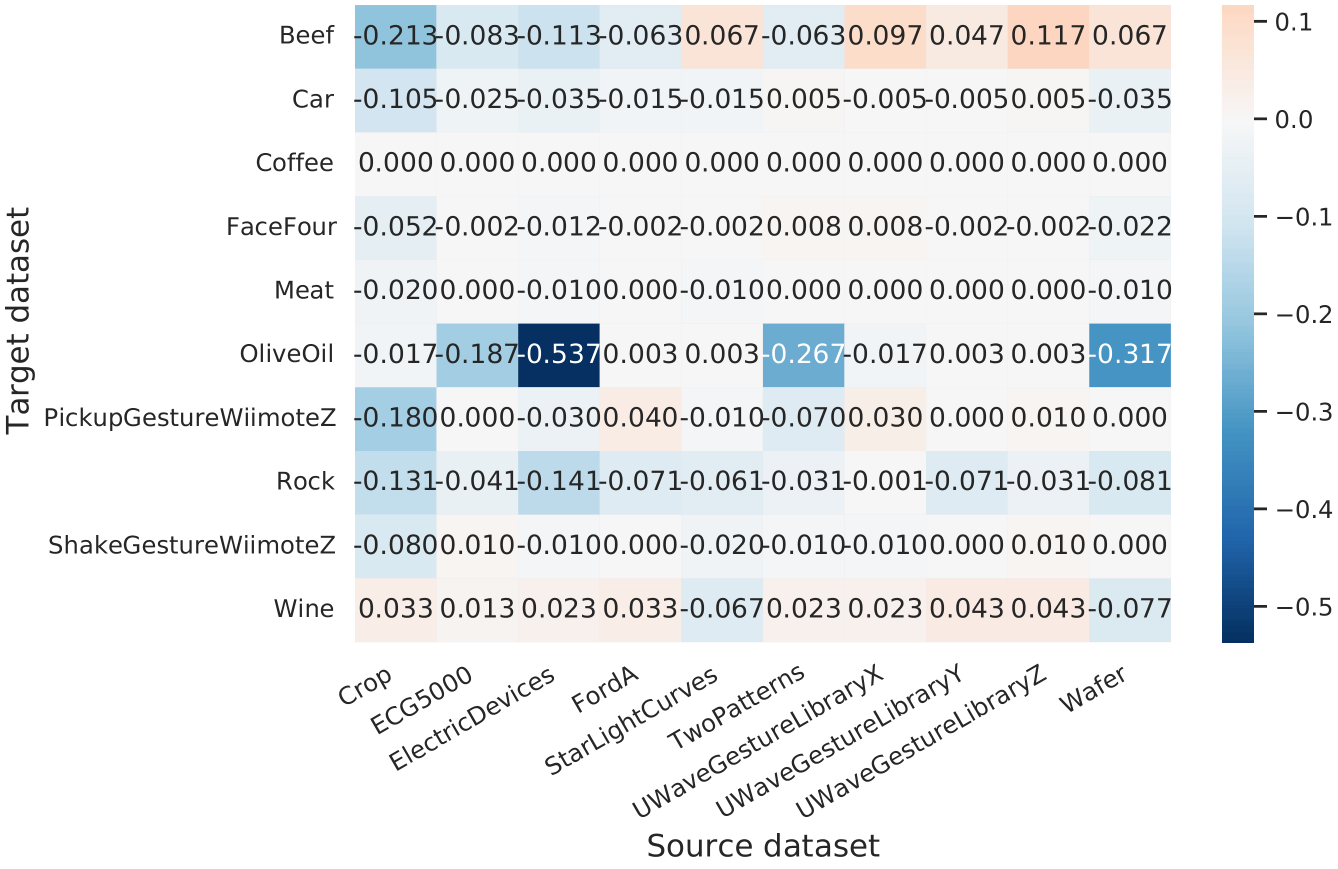 Beef -0.213 -0.083 -0.113 -0.063 0.067 -0.063 0.097 0.047 0.117 0.067
Car -0.105 -0.025 -0.035 -0.015 -0.015 0.005 -0.005 -0.005 0.005 -0.035
Coffee 0.000 0.000 0.000 0.000 0.000 0.000 0.000 0.000 0.000 0.000
FaceFour -0.052 -0.002 -0.012 -0.002 -0.002 0.008 0.008 -0.002 -0.002 -0.022
Meat -0.020 0.000 -0.010 0.000 -0.010 0.000 0.000 0.000 0.000 -0.010
OliveOil -0.017 -0.187 -0.537 0.003 0.003 -0.267 -0.017 0.003 0.003 -0.317
PickupGestureWiimoteZ -0.180 0.000 -0.030 0.040 -0.010 -0.070 0.030 0.000 0.010 0.000
Rock -0.131 -0.041 -0.141 -0.071 -0.061 -0.031 -0.001 -0.071 -0.031 -0.081
ShakeGestureWiimoteZ -0.080 0.010 -0.010 0.000 -0.020 -0.010 -0.010 0.000 0.010 0.000
Wine 0.033 0.013 0.023 0.033 -0.067 0.023 0.023 0.043 0.043 -0.077
Target dataset
Crop
ECG5000
ElectricDevices
FordA
StarLightCurves
TwoPatterns
UWaveGestureLibraryX
UWaveGestureLibraryY
UWaveGestureLibraryZ
Wafer
Source dataset
0.1
0.0
−0.1
−0.2
−0.3
−0.4
−0.5